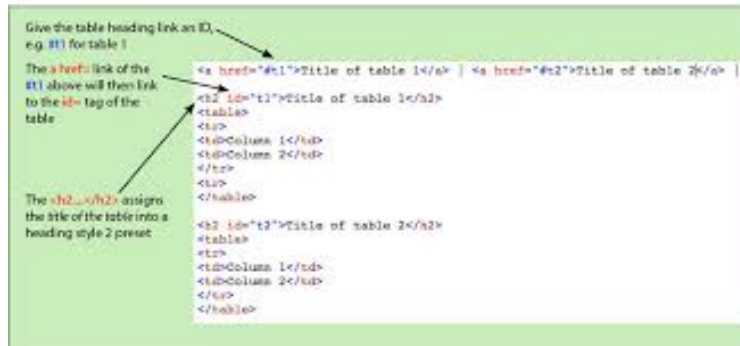 Give the table heading link an ID,
e.g. #t1 for table 1
The a href= link of the
#t1 above will then link
to the id= tag of the
table
The <h2...</h2> assigns
the title of the table into a
heading style 2 preset
<a href="#t1">Title of table 1</a> | <a href="#t2">Title of table 2</a> |
<h2 id="t1">Title of table 1</h2>
<table>
<tr>
<td>Column 1</td>
<td>Column 2</td>
</tr>
<tr>
</table>
<h2 id="t2">Title of table 2</h2>
<table>
<tr>
<td>Column 1</td>
<td>Column 2</td>
</tr>
</table>